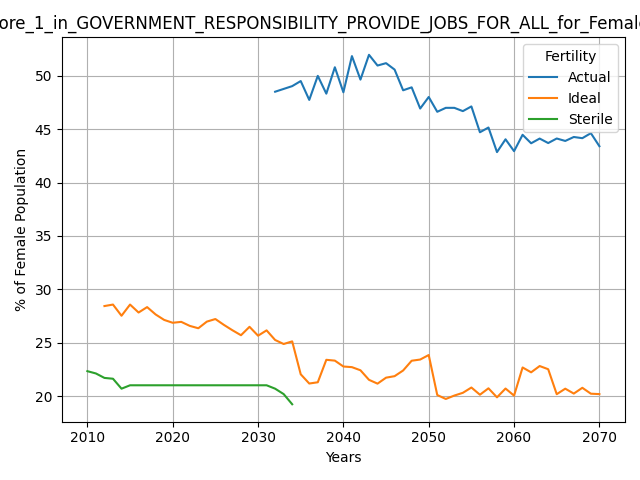 ore_1_in_GOVERNMENT_RESPONSIBILITY_PROVIDE_JOBS_FOR_ALL_for_Female
Fertility
Actual
Ideal
Sterile
% of Female Population
50
45
40
35
30
25
20
2010 2020 2030 2040 2050 2060 2070
Years